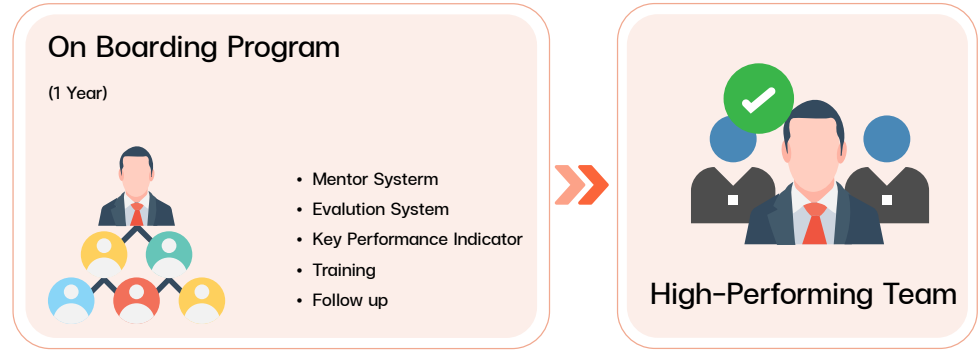 On Boarding Program
(1 Year)
• Mentor Systerm
• Evalution System
• Key Performance Indicator
• Training
• Follow up
High-Performing Team